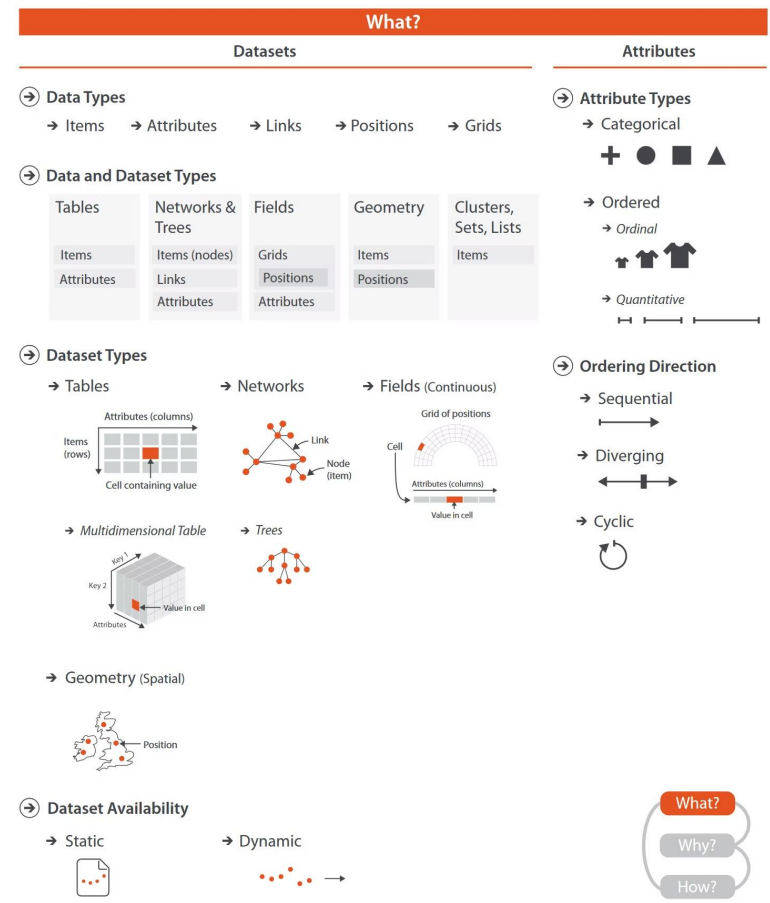 What?
Datasets
Attributes
Data Types
Items
Attributes
Links
Positions
Grids
Data and Dataset Types
Tables
Items
Attributes
Networks &
Trees
Items (nodes)
Links
Attributes
Fields
Grids
Positions
Attributes
Geometry
Items
Positions
Clusters,
Sets, Lists
Items
Dataset Types
Tables
Attributes (columns)
Items
(rows)
Cell containing value
Networks
Link
Node
(item)
Fields (Continuous)
Grid of positions
Cell
Attributes (columns)
Value in cell
Multidimensional Table
Key 1
Key 2
Value in cell
Attributes
Trees
Geometry (Spatial)
Position
Dataset Availability
Static
Dynamic
Attribute Types
Categorical
Ordered
Ordinal
Quantitative
Ordering Direction
Sequential
Diverging
Cyclic
What?
Why?
How?